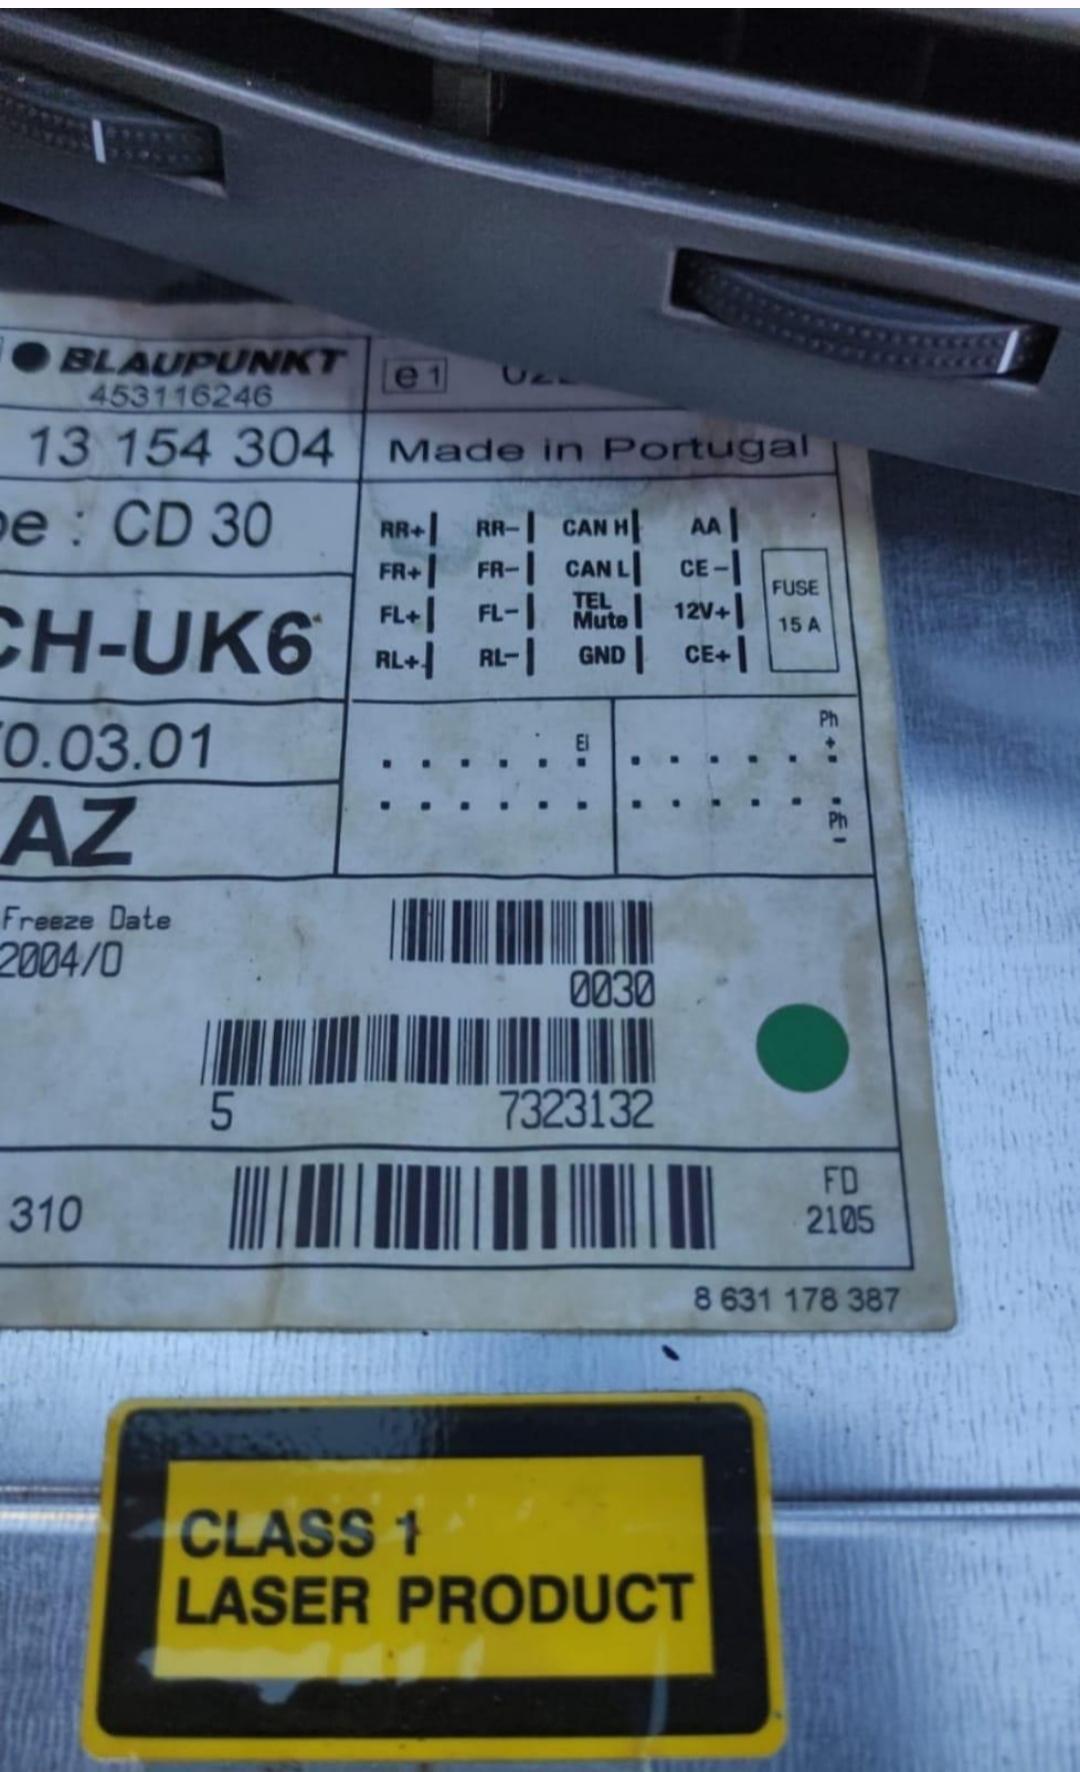 BLAUPUNKT
453116246
13 154 304
e1
Made in Portugal
: CD 30
CH-UK6
0.03.01
AZ
RR+ RR- CAN H AA
FR+ FR- CAN L CE-
FL+ FL- TEL Mute 12V+
RL+ RL- GND CE+
FUSE
15 A
Ph
+
Ph
-
Freeze Date
2004/0
0030
5 7323132
310
FD
2105
8 631 178 387
CLASS 1
LASER PRODUCT